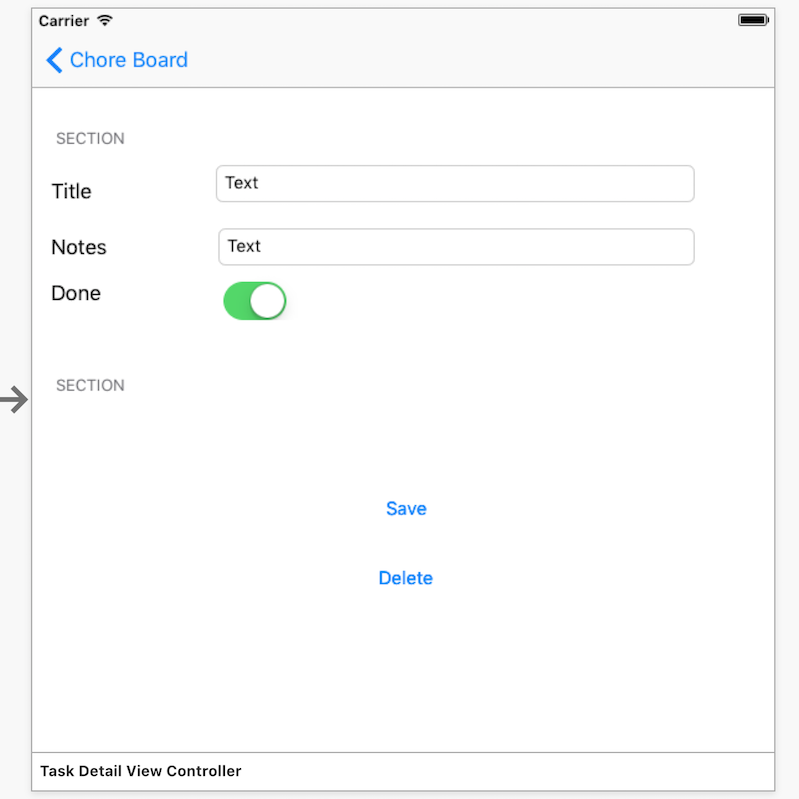 Carrier
Chore Board
SECTION
Title Text
Notes Text
Done
SECTION
Save
Delete
Task Detail View Controller